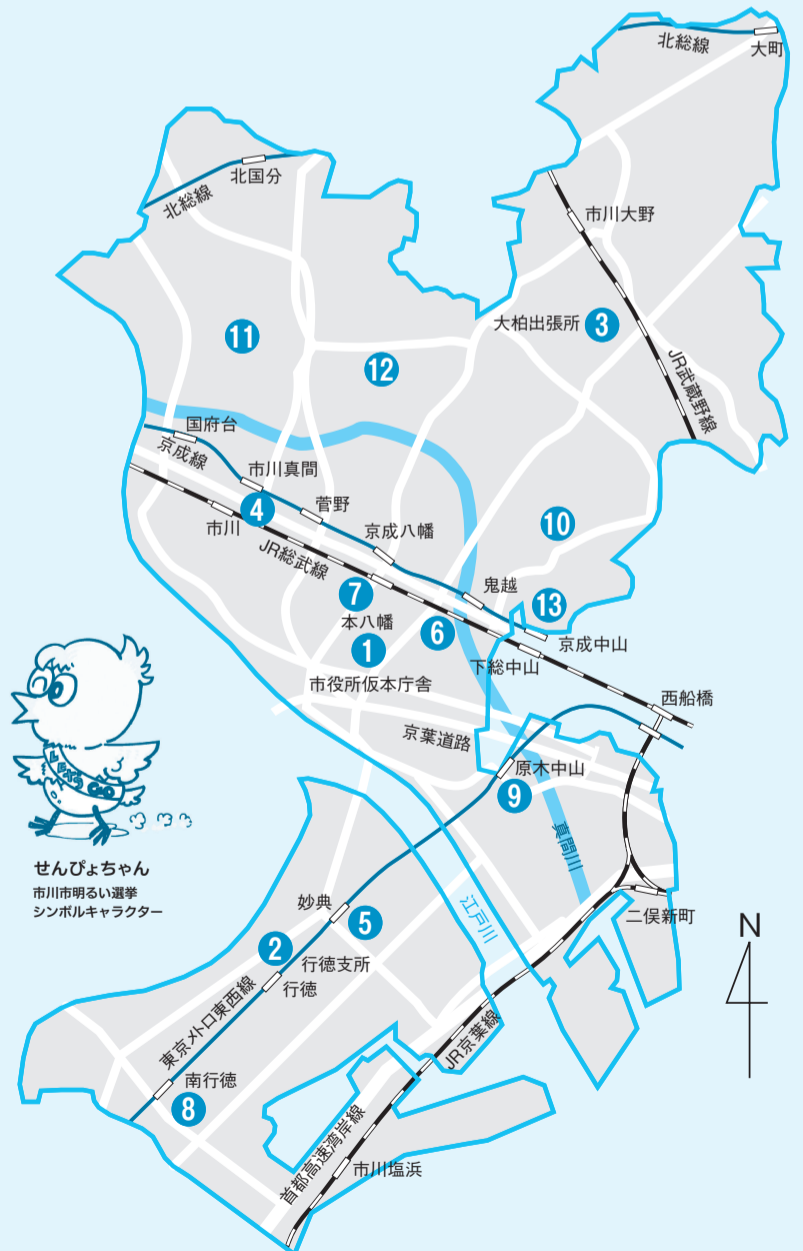 北総線
大町
北国分
北総線
市川大野
大柏出張所
3
JR武蔵野線
11
12
国府台
京成線
市川真間
4
菅野
市川
京成八幡
JR総武線
10
鬼越
13
7
本八幡
6
京成中山
1
下総中山
市役所仮本庁舎
西船橋
京葉道路
原木中山
9
真間川
せんぴょちゃん
市川市明るい選挙
シンボルキャラクター
妙典
5
江戸川
二俣新町
2
行徳支所
行徳
N
東京メトロ東西線
JR京葉線
南行徳
8
首都高速湾岸線
市川塩浜